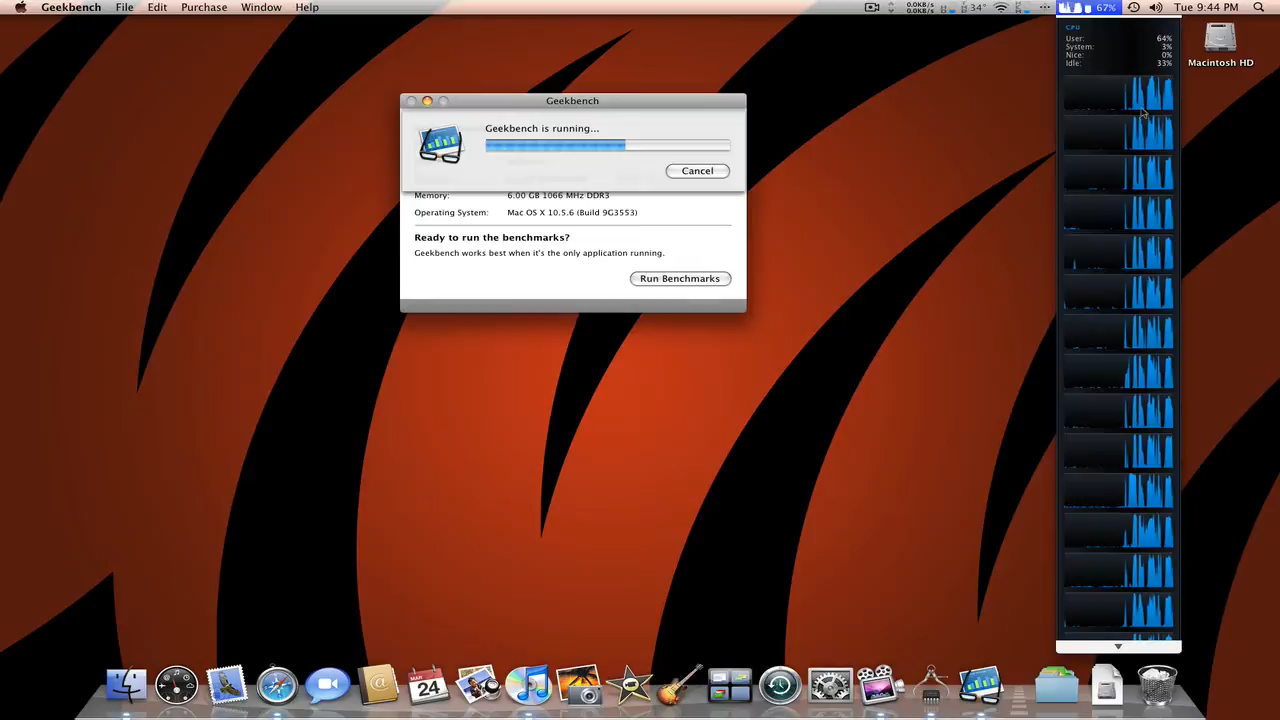 Geekbench File Edit Purchase Window Help 0.0KB/s 34° 67% Tue 9:44 PM
0.0KB/s
CPU
User: 64%
System: 3%
Nice: 0%
Idle: 33%
Macintosh HD
Geekbench
Geekbench is running...
Cancel
Memory: 6.00 GB 1066 MHz DDR3
Operating System: Mac OS X 10.5.6 (Build 9G3553)
Ready to run the benchmarks?
Geekbench works best when it's the only application running.
Run Benchmarks
MAR
24